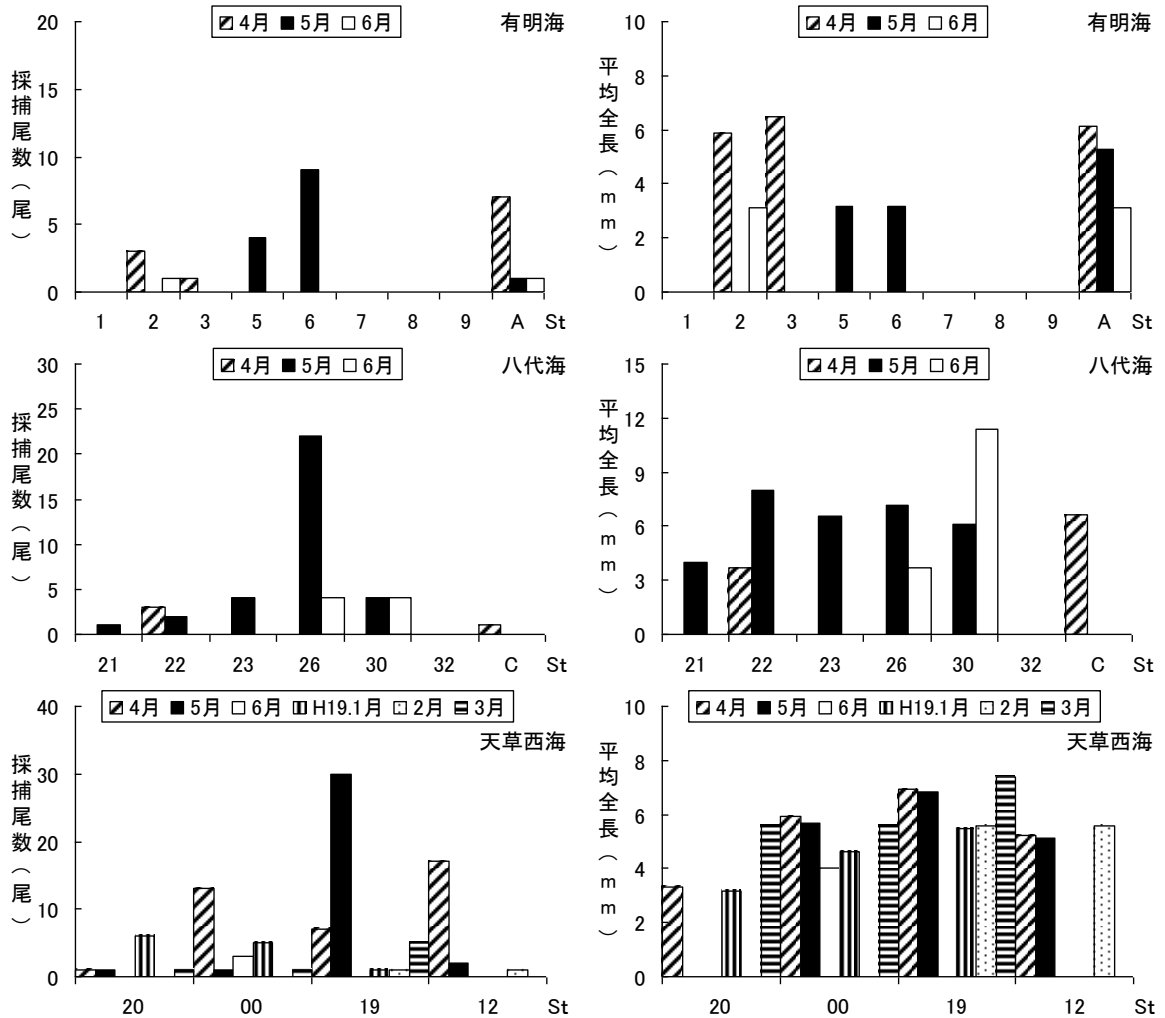 4月 5月 6月
有明海
採捕尾数（尾）
20
15
10
5
0
1 2 3 5 6 7 8 9 A St
4月 5月 6月
有明海
平均全長（mm）
10
8
6
4
2
0
1 2 3 5 6 7 8 9 A St
4月 5月 6月
八代海
採捕尾数（尾）
30
25
20
15
10
5
0
21 22 23 26 30 32 C St
4月 5月 6月
八代海
平均全長（mm）
15
12
9
6
3
0
21 22 23 26 30 32 C St
4月 5月 6月 H19.1月 2月 3月
天草西海
採捕尾数（尾）
40
30
20
10
0
20 00 19 12 St
4月 5月 6月 H19.1月 2月 3月
天草西海
平均全長（mm）
10
8
6
4
2
0
20 00 19 12 St